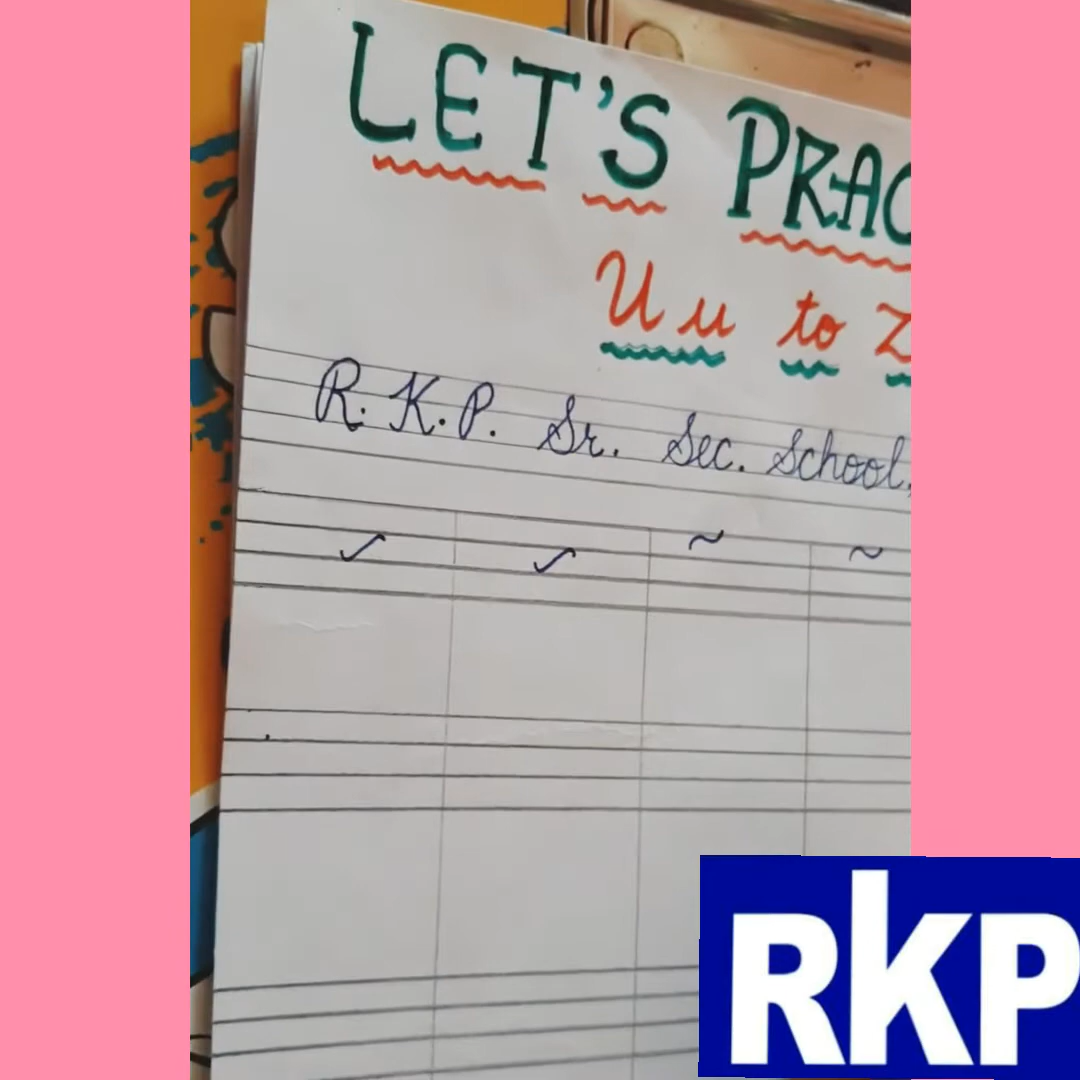 LET'S PRAC
U u to Z
R. K. P. Sr. Sec. School,
RKP